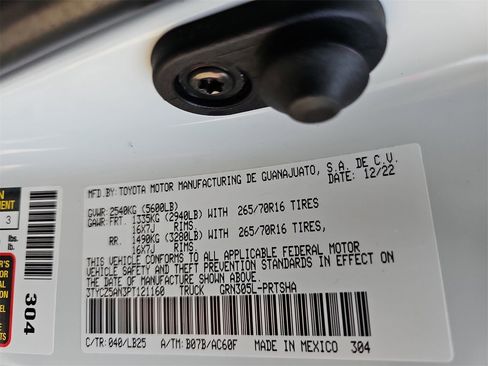 MFD.BY: TOYOTA MOTOR MANUFACTURING DE GUANAJUATO, S.A. DE C.V.
DATE: 12/22
GVWR: 2540KG (5600LB)
GAWR: FRT. 1335KG (2940LB) WITH 265/70R16 TIRES
16X7J RIMS,
RR. 1490KG (3280LB) WITH 265/70R16 TIRES
16X7J RIMS,
THIS VEHICLE CONFORMS TO ALL APPLICABLE FEDERAL MOTOR
VEHICLE SAFETY AND THEFT PREVENTION STANDARDS IN EFFECT ON
THE DATE OF MANUFACTURE SHOWN ABOVE.
3TYCZ5AN3PT121160 TRUCK GRN305L-PRTSHA
C/TR: 040/LB25 A/TM: B07B/AC60F MADE IN MEXICO 304
304
3
lbs.
lb.